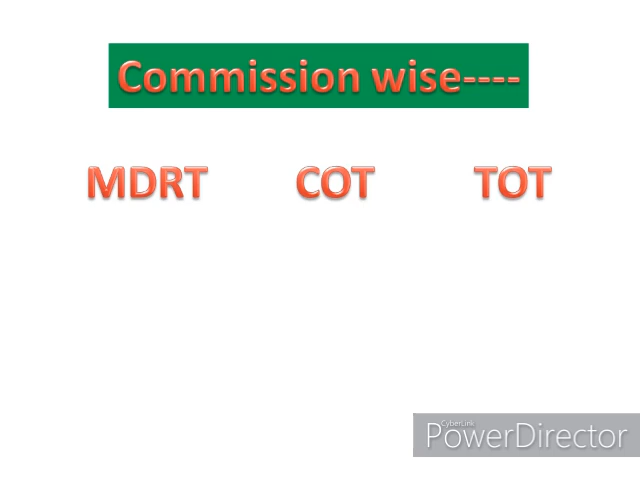 Commission wise----
MDRT COT TOT
CyberLink
PowerDirector